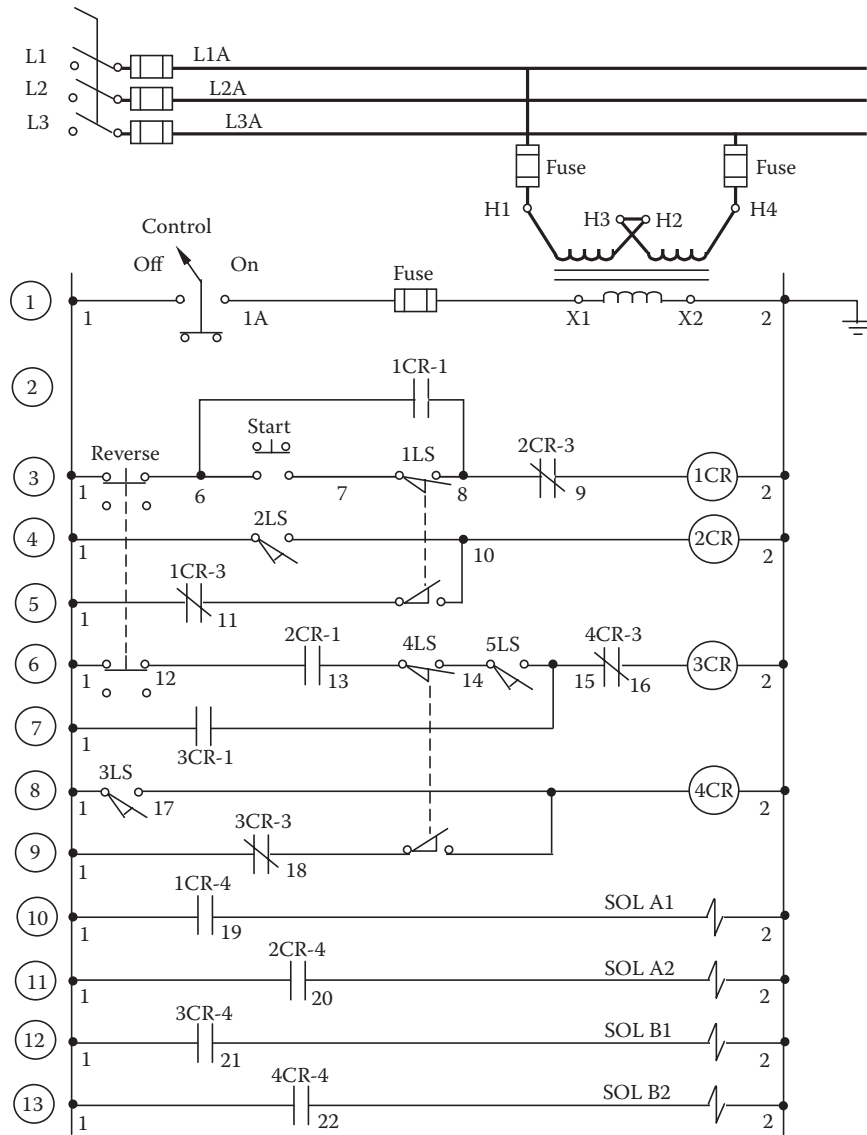 L1 L1A
L2 L2A
L3 L3A
Fuse Fuse
H1 H3 H2 H4
Control
Off On Fuse
1
1 1A X1 X2 2
2 1CR-1
Start
Reverse 1LS 2CR-3
3 1CR
1 6 7 8 9 2
2LS
4 2CR
1 10 2
1CR-3
5
1 11
2CR-1 4LS 5LS 4CR-3
6 3CR
1 12 13 14 15 16 2
7
1
3CR-1
3LS
8 4CR
1 17 2
3CR-3
9
1 18
1CR-4 SOL A1
10
1 19 2
2CR-4 SOL A2
11
1 20 2
3CR-4 SOL B1
12
1 21 2
4CR-4 SOL B2
13
1 22 2